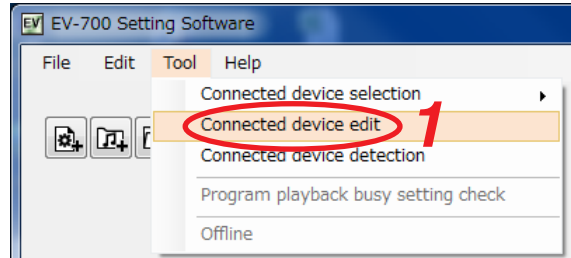 EV EV-700 Setting Software
File Edit Tool Help
Connected device selection
Connected device edit 1
Connected device detection
Program playback busy setting check
Offline